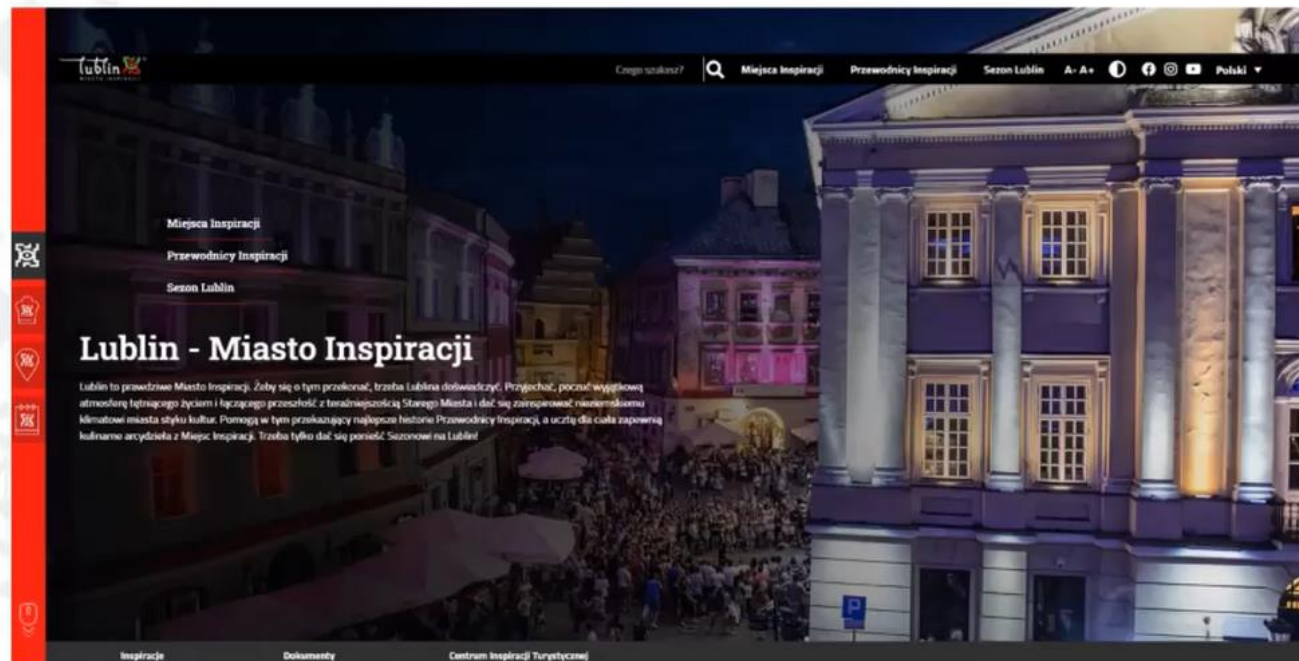 lublin
MIASTO INSPIRACJI
Czego szukasz?
Miejsca Inspiracji
Przewodnicy Inspiracji
Sezon Lublin
A- A+
Polski
Miejsca Inspiracji
Przewodnicy Inspiracji
Sezon Lublin
Lublin - Miasto Inspiracji
Lublin to prawdziwe Miasto Inspiracji. Żeby się o tym przekonać, trzeba Lublina doświadczyć. Przyjechać, poczuć wyjątkową
atmosferę tętniącego życiem i łączącego przeszłość z teraźniejszością Starego Miasta i dać się zainspirować nieziemskiemu
klimatowi miasta styku kultur. Pomogą w tym przekazujący najlepsze historie Przewodnicy Inspiracji, a ucztę dla ciała zapewnią
kulinarne arcydzieła z Miejsc Inspiracji. Trzeba tylko dać się ponieść Sezonowi na Lublin!
P
Inspiracje
Dokumenty
Centrum Inspiracji Turystycznej